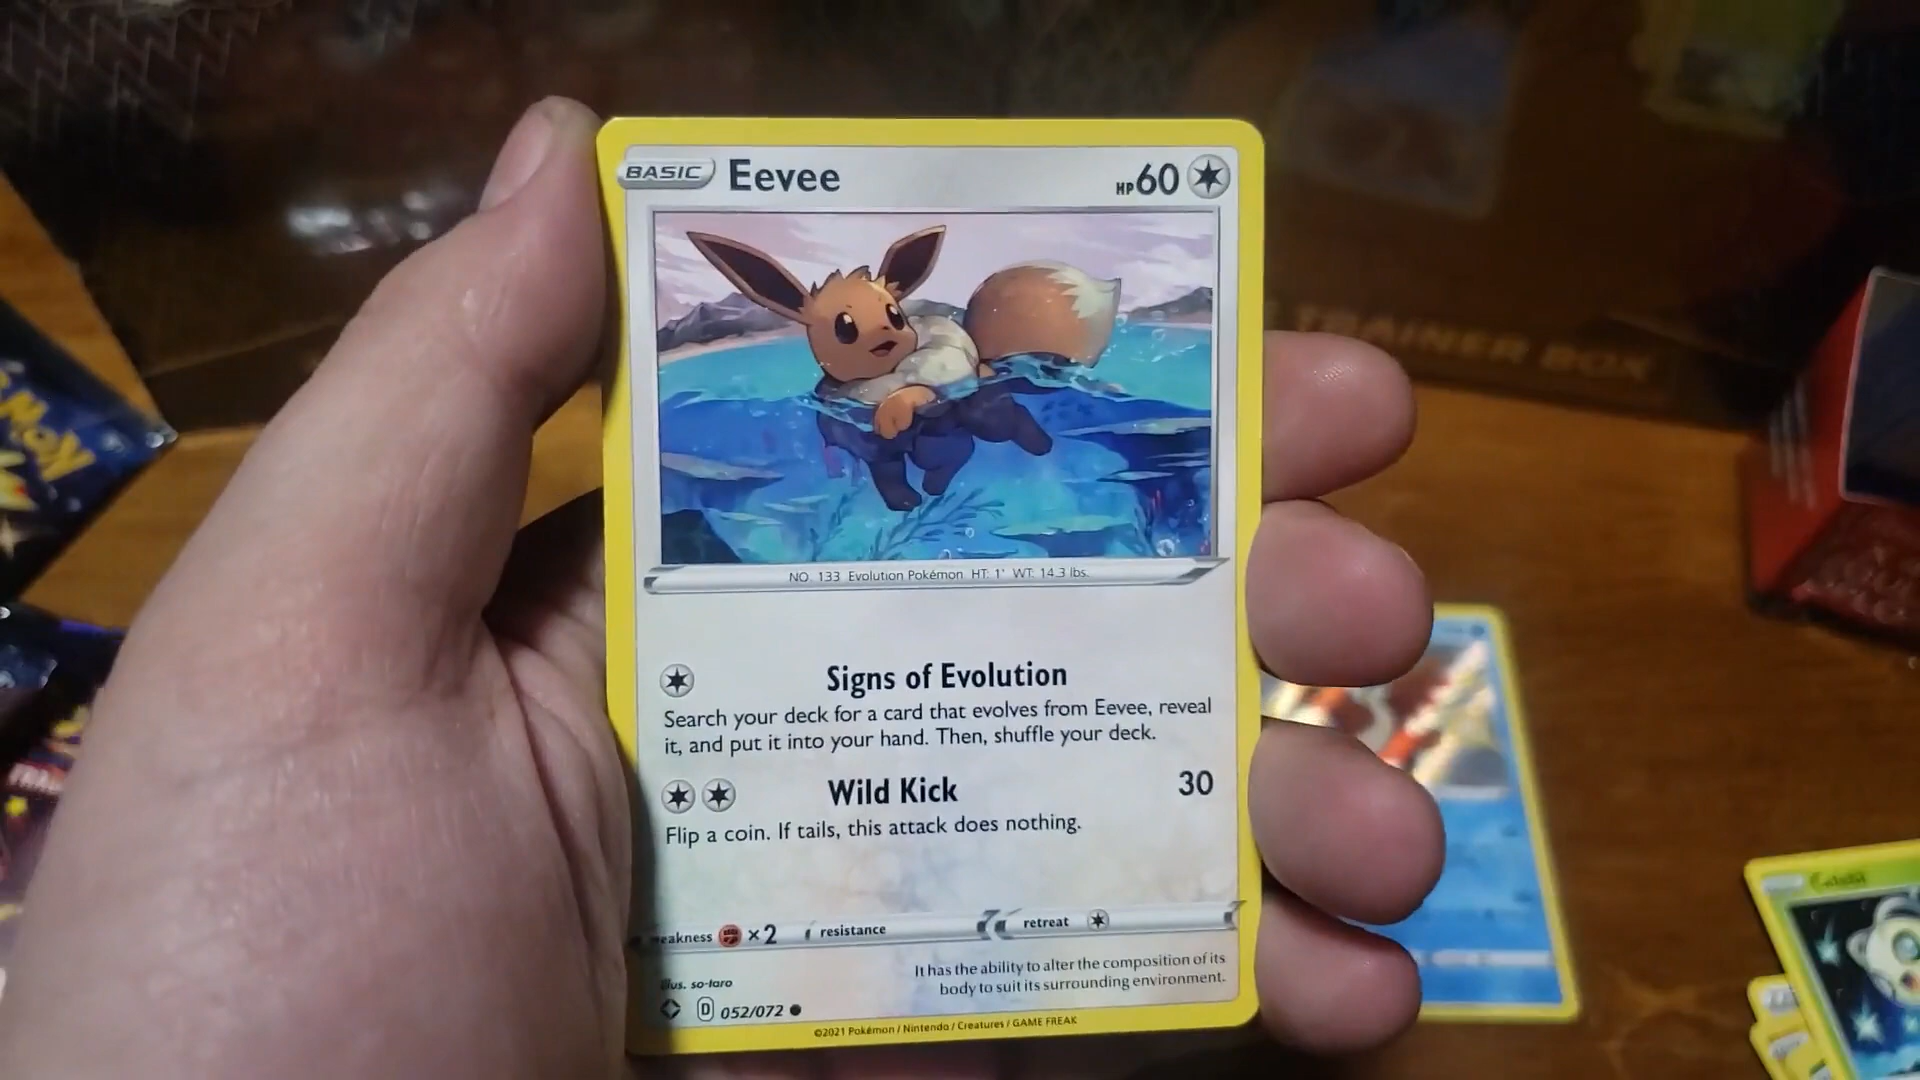 BASIC Eevee HP 60
NO. 133 Evolution Pokémon HT: 1' WT: 14.3 lbs.
Signs of Evolution
Search your deck for a card that evolves from Eevee, reveal
it, and put it into your hand. Then, shuffle your deck.
Wild Kick 30
Flip a coin. If tails, this attack does nothing.
weakness ×2 resistance retreat
It has the ability to alter the composition of its
body to suit its surrounding environment.
illus. so-taro
D 052/072
©2021 Pokémon / Nintendo / Creatures / GAME FREAK
TRAINER BOX